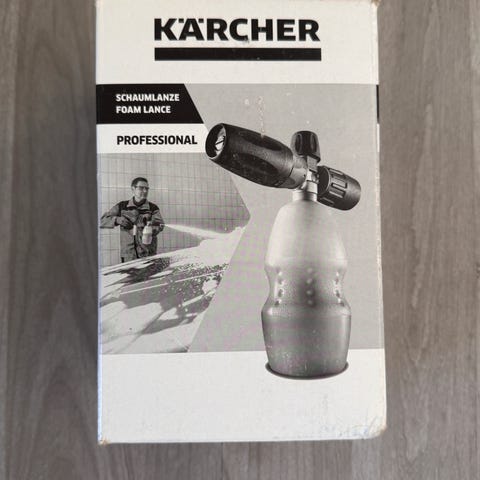 KÄRCHER
SCHAUMLANZE
FOAM LANCE
PROFESSIONAL